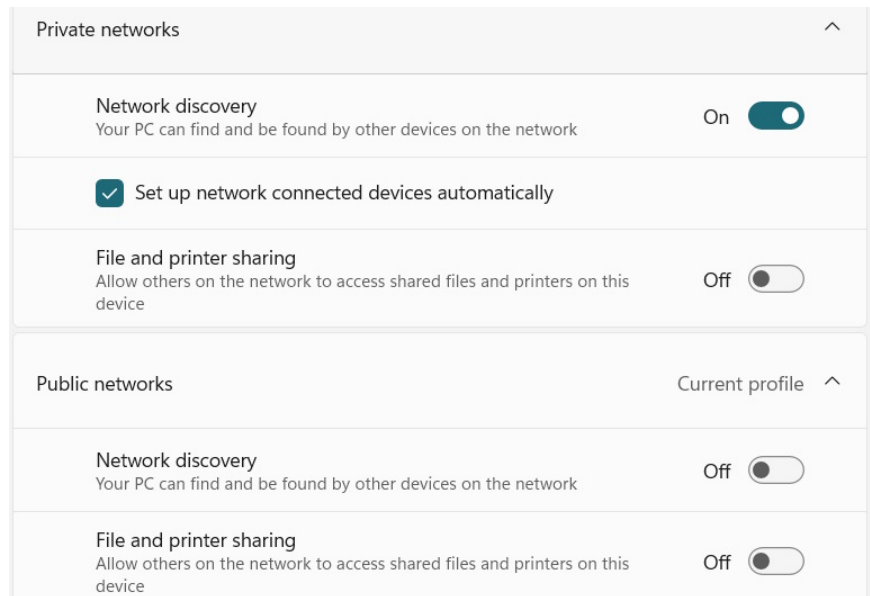 Private networks
Network discovery
Your PC can find and be found by other devices on the network
On
Set up network connected devices automatically
File and printer sharing
Allow others on the network to access shared files and printers on this
device
Off
Public networks
Current profile
Network discovery
Your PC can find and be found by other devices on the network
Off
File and printer sharing
Allow others on the network to access shared files and printers on this
device
Off